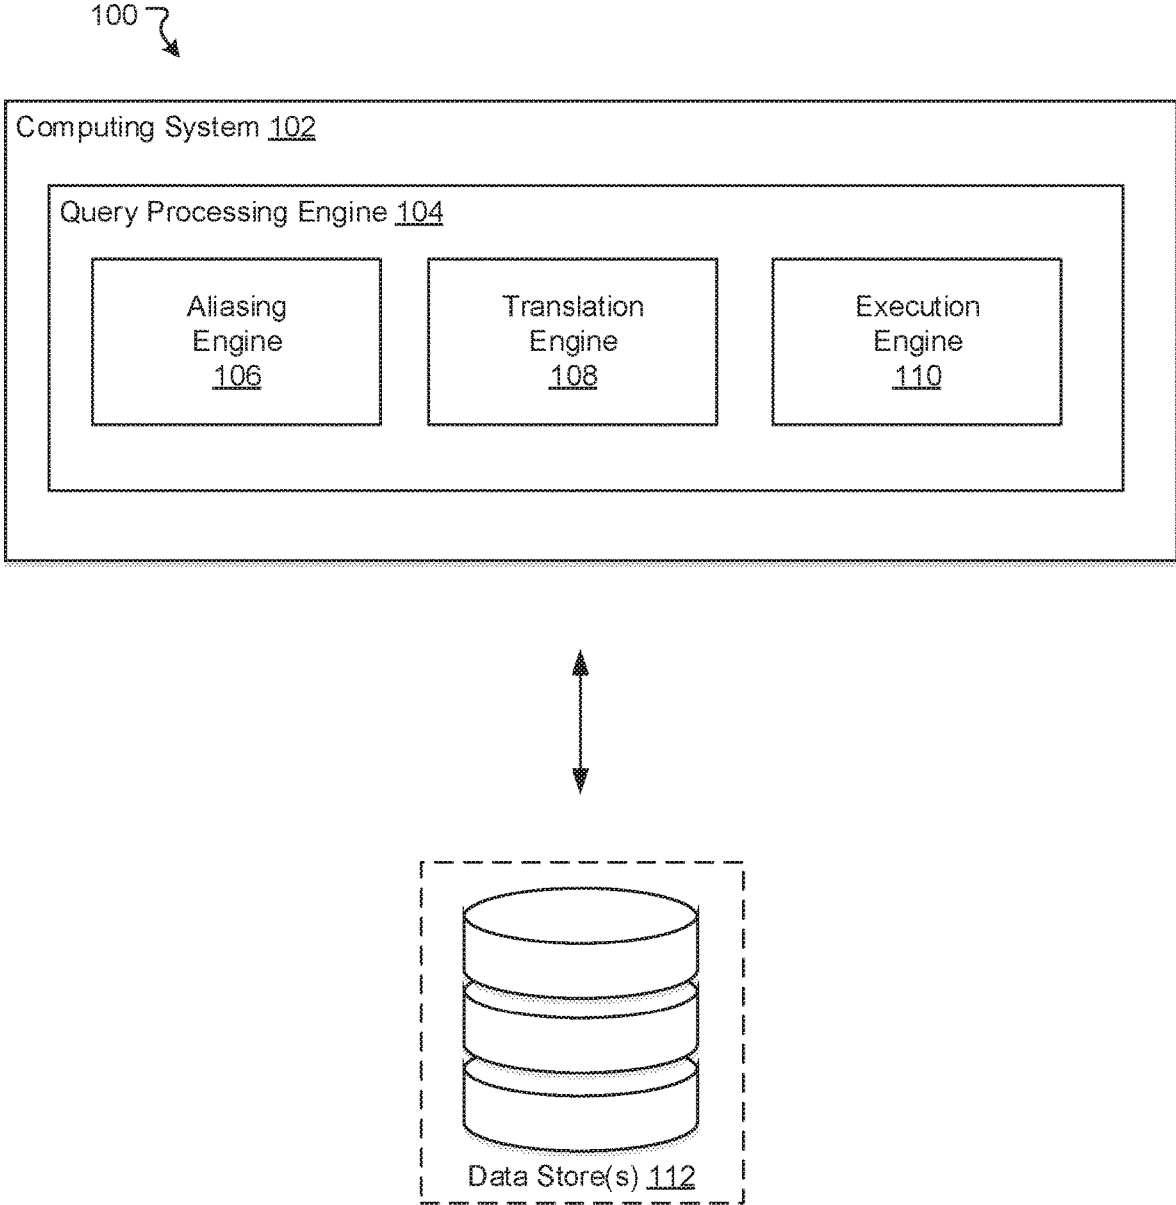 100
Computing System 102
Query Processing Engine 104
Aliasing
Engine
106
Translation
Engine
108
Execution
Engine
110
Data Store(s) 112